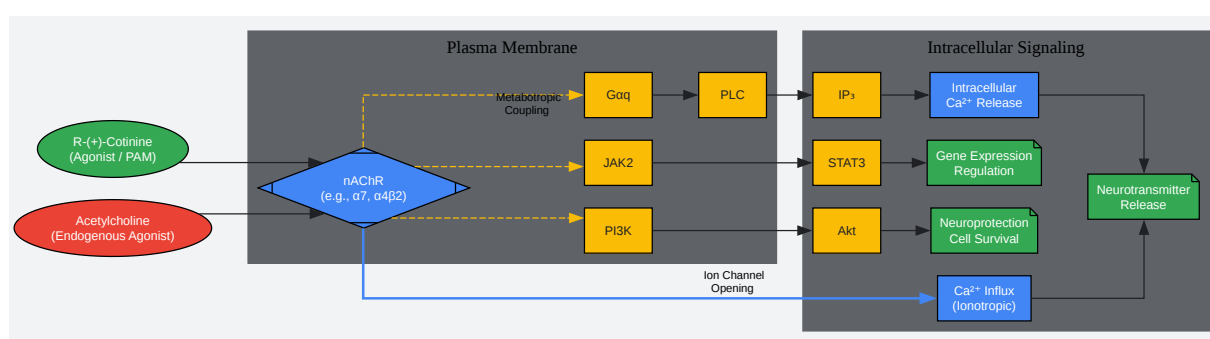 Plasma Membrane
Intracellular Signaling
R-(+)-Cotinine
(Agonist / PAM)
Acetylcholine
(Endogenous Agonist)
nAChR
(e.g., α7, α4β2)
Metabotropic
Coupling
Gαq
PLC
IP₃
Intracellular
Ca²⁺ Release
JAK2
STAT3
Gene Expression
Regulation
PI3K
Akt
Neuroprotection
Cell Survival
Ion Channel
Opening
Ca²⁺ Influx
(Ionotropic)
Neurotransmitter
Release